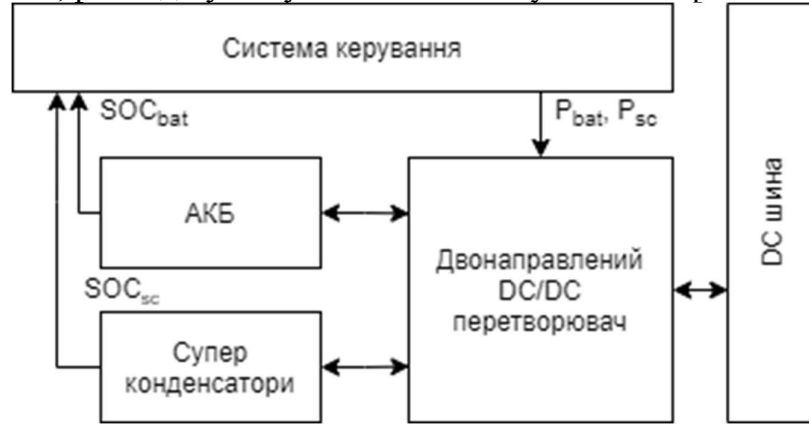 Система керування
SOCbat
Pbat, Psc
АКБ
Двонаправлений
DC/DC
перетворювач
DC шина
SOCsc
Супер
конденсатори